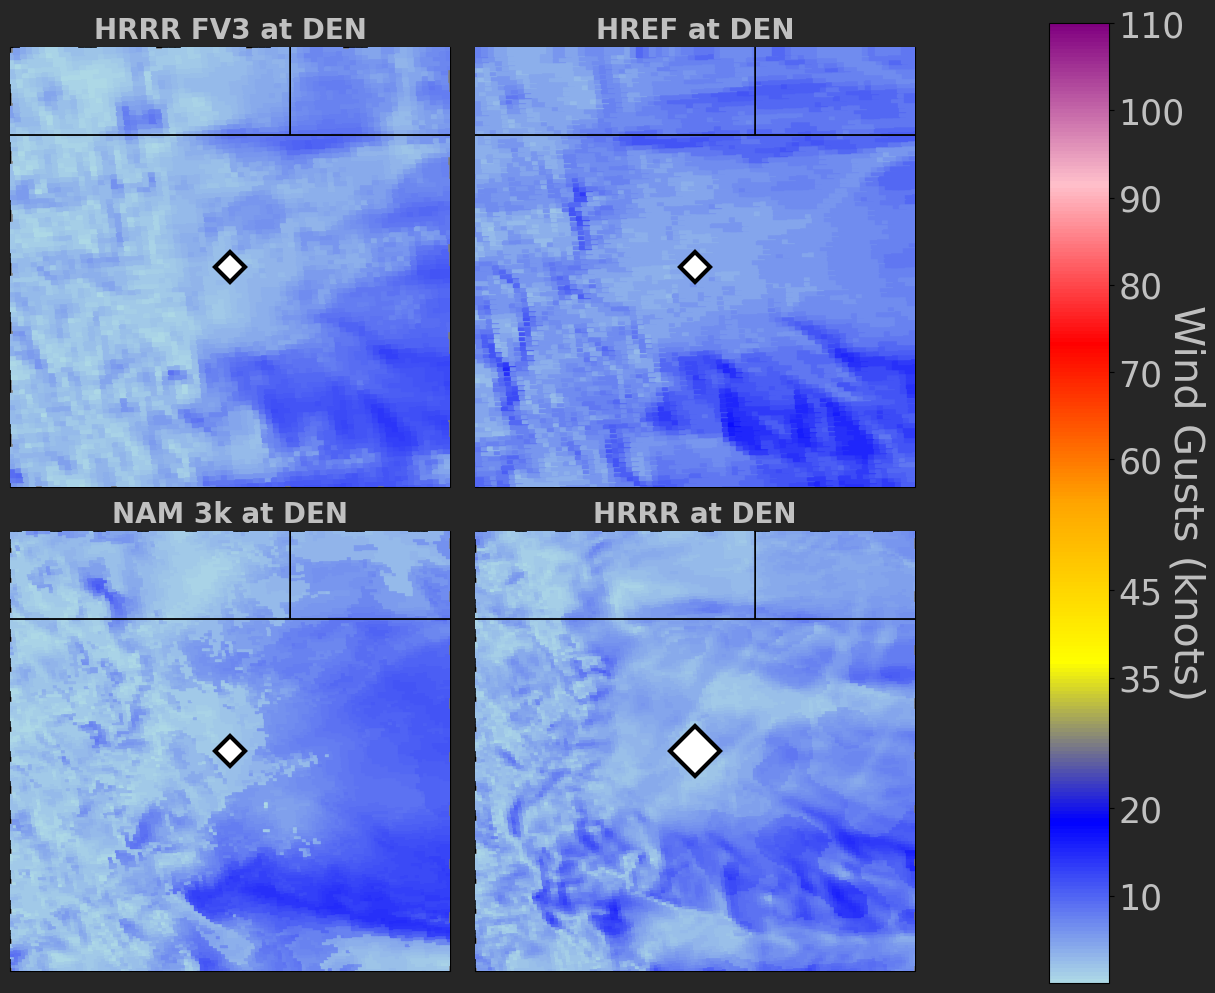 HRRR FV3 at DEN
HREF at DEN
NAM 3k at DEN
HRRR at DEN
110
100
90
80
70
60
45
35
20
10
Wind Gusts (knots)